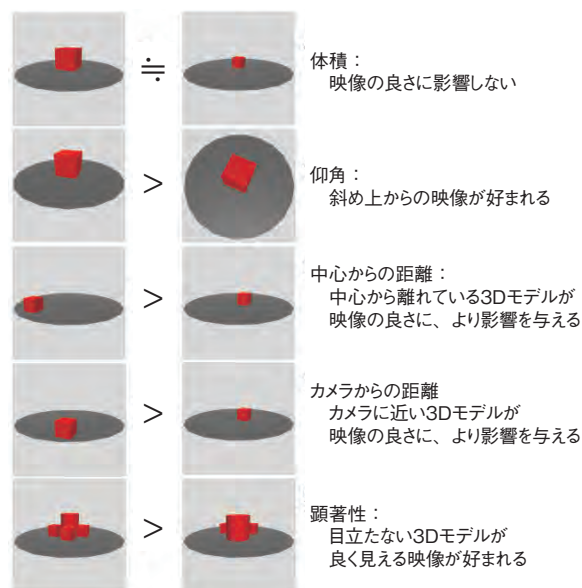 ≒
体積：
映像の良さに影響しない
>
仰角：
斜め上からの映像が好まれる
>
中心からの距離：
中心から離れている3Dモデルが
映像の良さに、より影響を与える
>
カメラからの距離
カメラに近い3Dモデルが
映像の良さに、より影響を与える
>
顕著性：
目立たない3Dモデルが
良く見える映像が好まれる